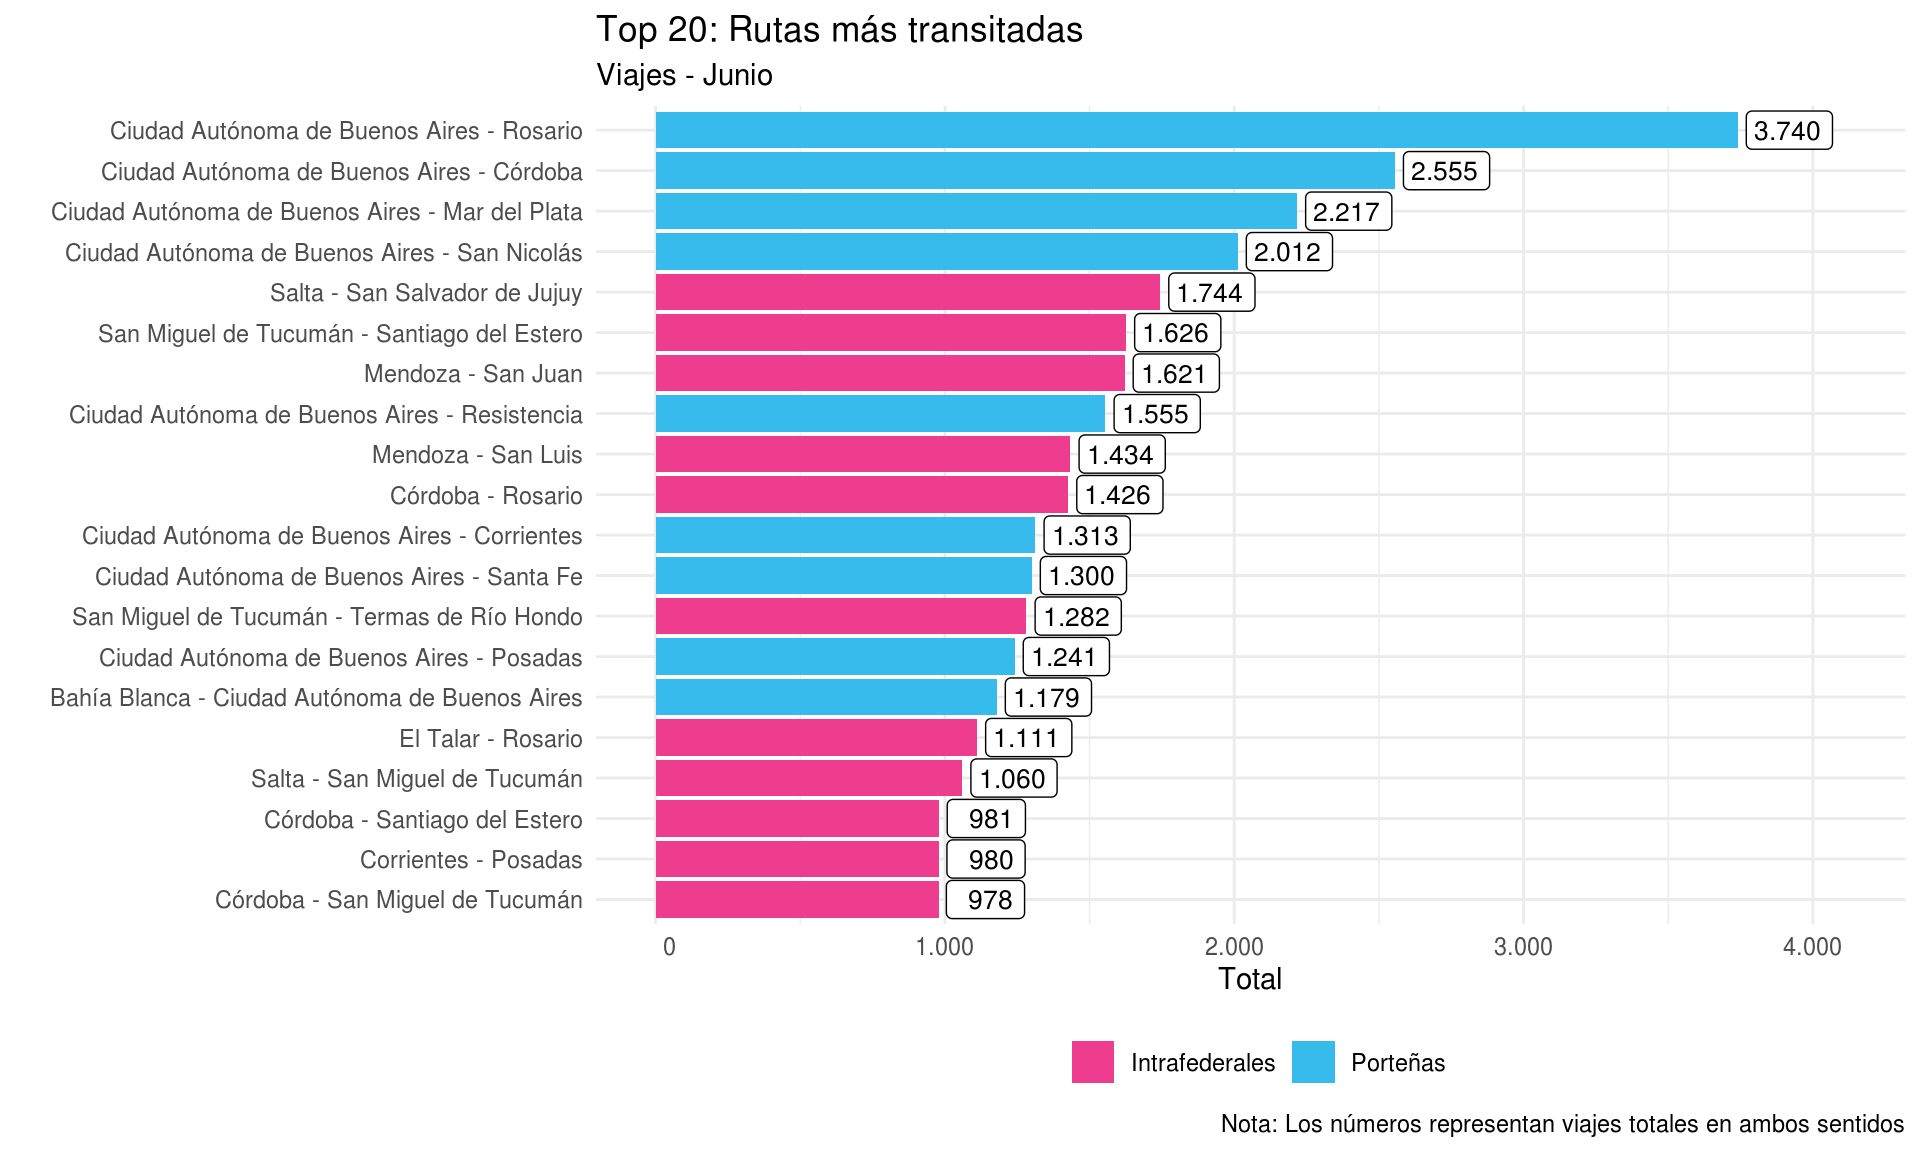 Top 20: Rutas más transitadas
Viajes - Junio
Ciudad Autónoma de Buenos Aires - Rosario 3.740
Ciudad Autónoma de Buenos Aires - Córdoba 2.555
Ciudad Autónoma de Buenos Aires - Mar del Plata 2.217
Ciudad Autónoma de Buenos Aires - San Nicolás 2.012
Salta - San Salvador de Jujuy 1.744
San Miguel de Tucumán - Santiago del Estero 1.626
Mendoza - San Juan 1.621
Ciudad Autónoma de Buenos Aires - Resistencia 1.555
Mendoza - San Luis 1.434
Córdoba - Rosario 1.426
Ciudad Autónoma de Buenos Aires - Corrientes 1.313
Ciudad Autónoma de Buenos Aires - Santa Fe 1.300
San Miguel de Tucumán - Termas de Río Hondo 1.282
Ciudad Autónoma de Buenos Aires - Posadas 1.241
Bahía Blanca - Ciudad Autónoma de Buenos Aires 1.179
El Talar - Rosario 1.111
Salta - San Miguel de Tucumán 1.060
Córdoba - Santiago del Estero 981
Corrientes - Posadas 980
Córdoba - San Miguel de Tucumán 978
0 1.000 2.000 3.000 4.000
Total
Intrafederales Porteñas
Nota: Los números representan viajes totales en ambos sentidos